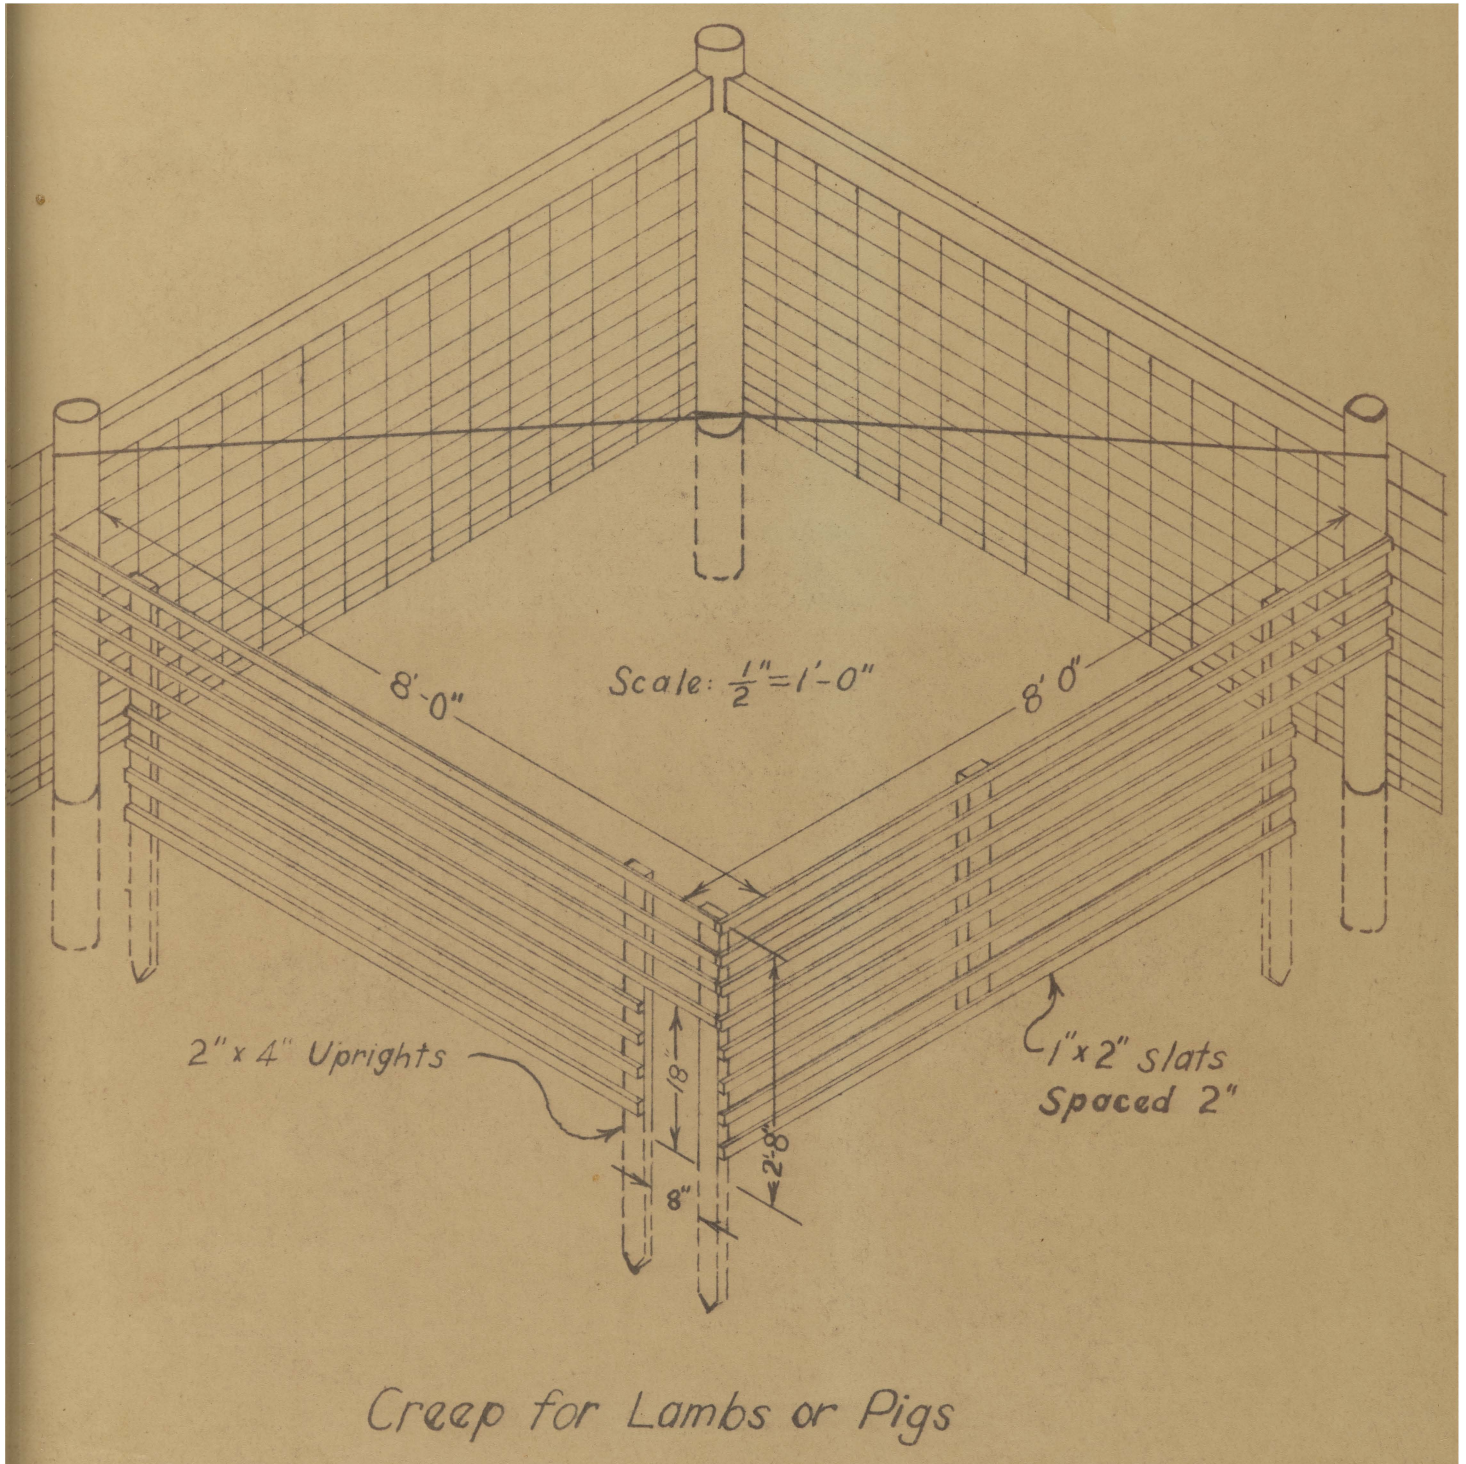 8'-0"
Scale: 1/2"=1'-0"
8' 0"
2"x 4" Uprights
18"
1"x 2" slats
Spaced 2"
2'-8"
8"
Creep for Lambs or Pigs